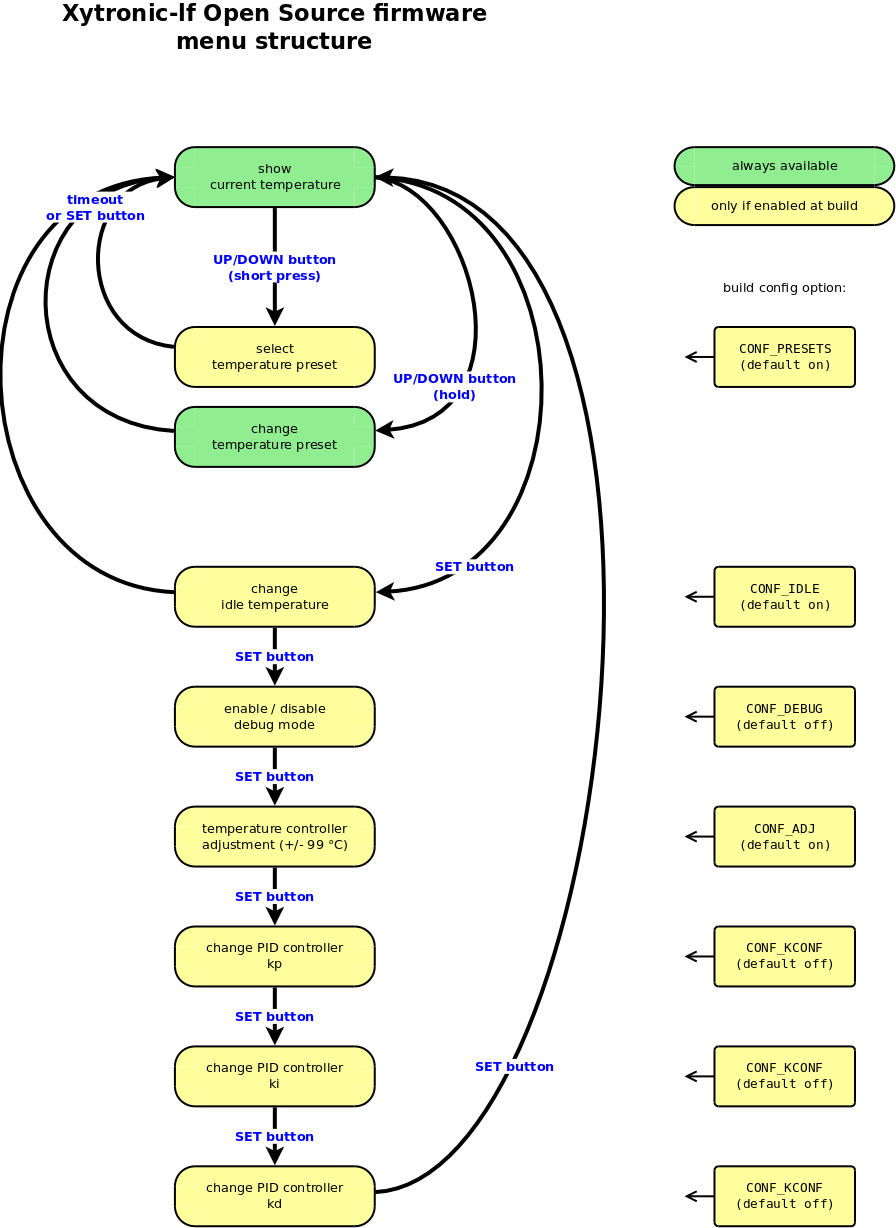 Xytronic-lf Open Source firmware
menu structure
show
current temperature
always available
only if enabled at build
timeout
or SET button
UP/DOWN button
(short press)
build config option:
select
temperature preset
CONF_PRESETS
(default on)
UP/DOWN button
(hold)
change
temperature preset
SET button
change
idle temperature
CONF_IDLE
(default on)
SET button
enable / disable
debug mode
CONF_DEBUG
(default off)
SET button
temperature controller
adjustment (+/- 99 °C)
CONF_ADJ
(default on)
SET button
change PID controller
kp
CONF_KCONF
(default off)
SET button
change PID controller
ki
CONF_KCONF
(default off)
SET button
SET button
change PID controller
kd
CONF_KCONF
(default off)